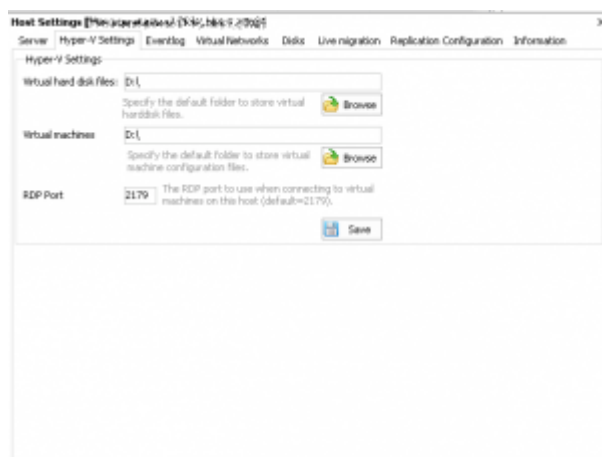 Host Settings [
Server Hyper-V Settings Eventlog Virtual Networks Disks Live migration Replication Configuration Information
Hyper-V Settings
Virtual hard disk files: D:\
Specify the default folder to store virtual
harddisk files.
Browse
Virtual machines D:\
Specify the default folder to store virtual
machine configuration files.
Browse
RDP Port 2179 The RDP port to use when connecting to virtual
machines on this host (default=2179).
Save